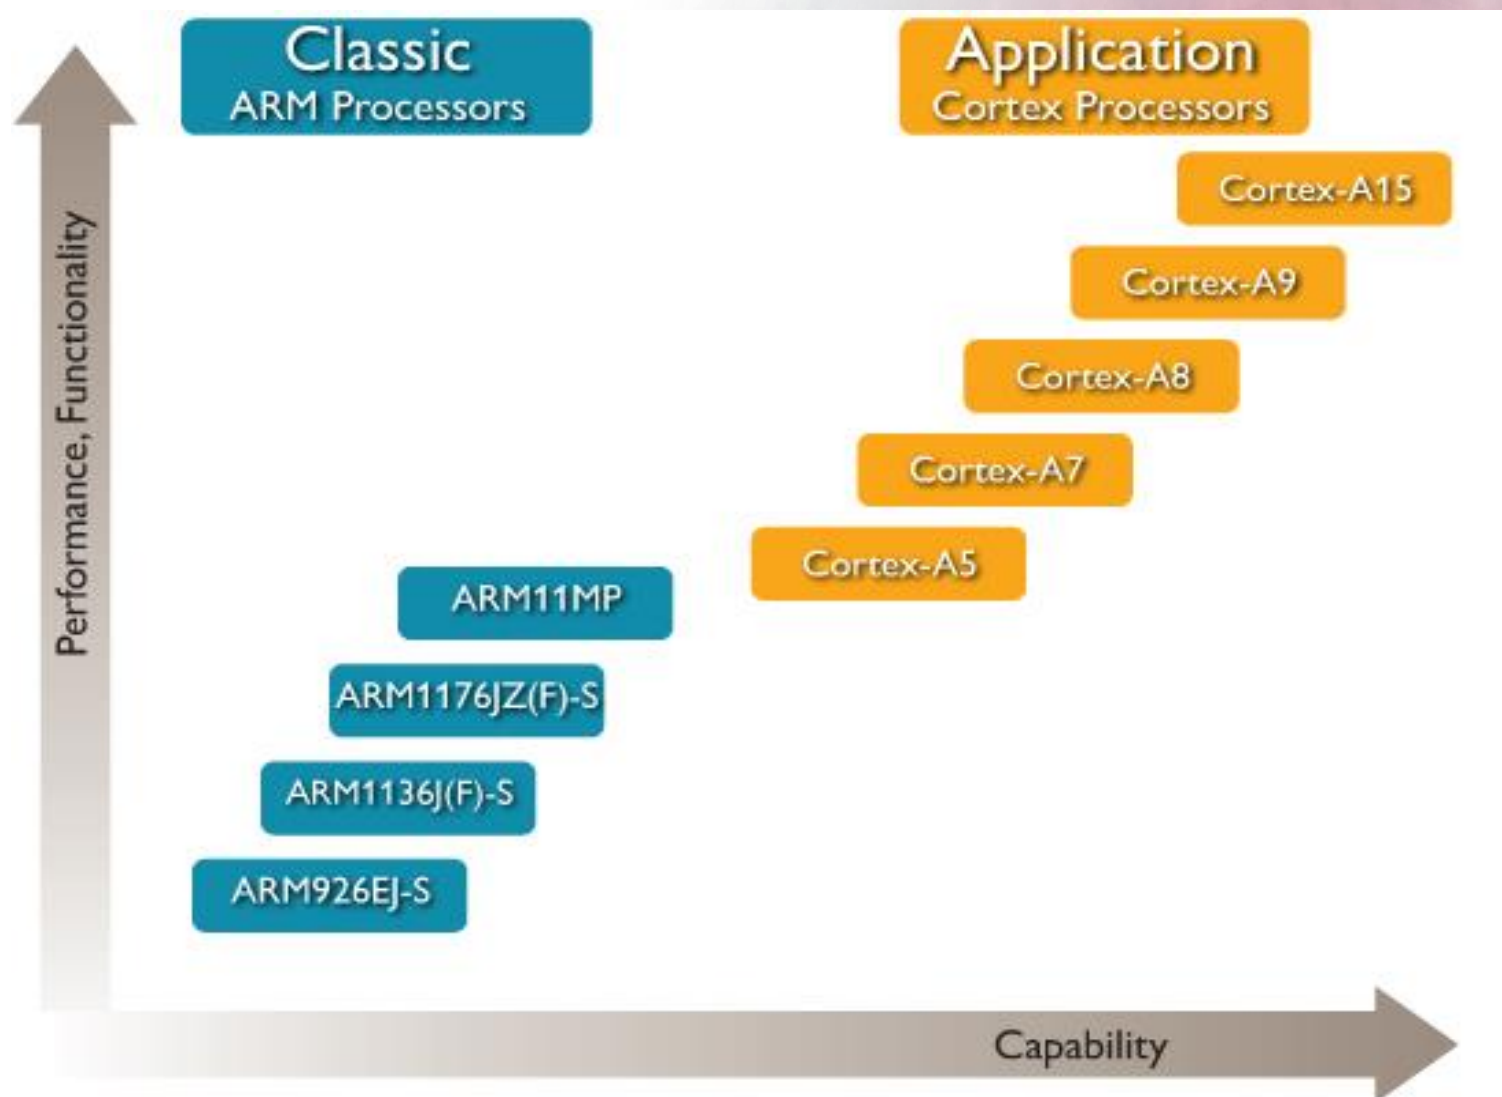 Classic
ARM Processors
Application
Cortex Processors
Cortex-A15
Cortex-A9
Cortex-A8
Cortex-A7
Cortex-A5
ARM11MP
ARM1176JZ(F)-S
ARM1136J(F)-S
ARM926EJ-S
Performance, Functionality
Capability